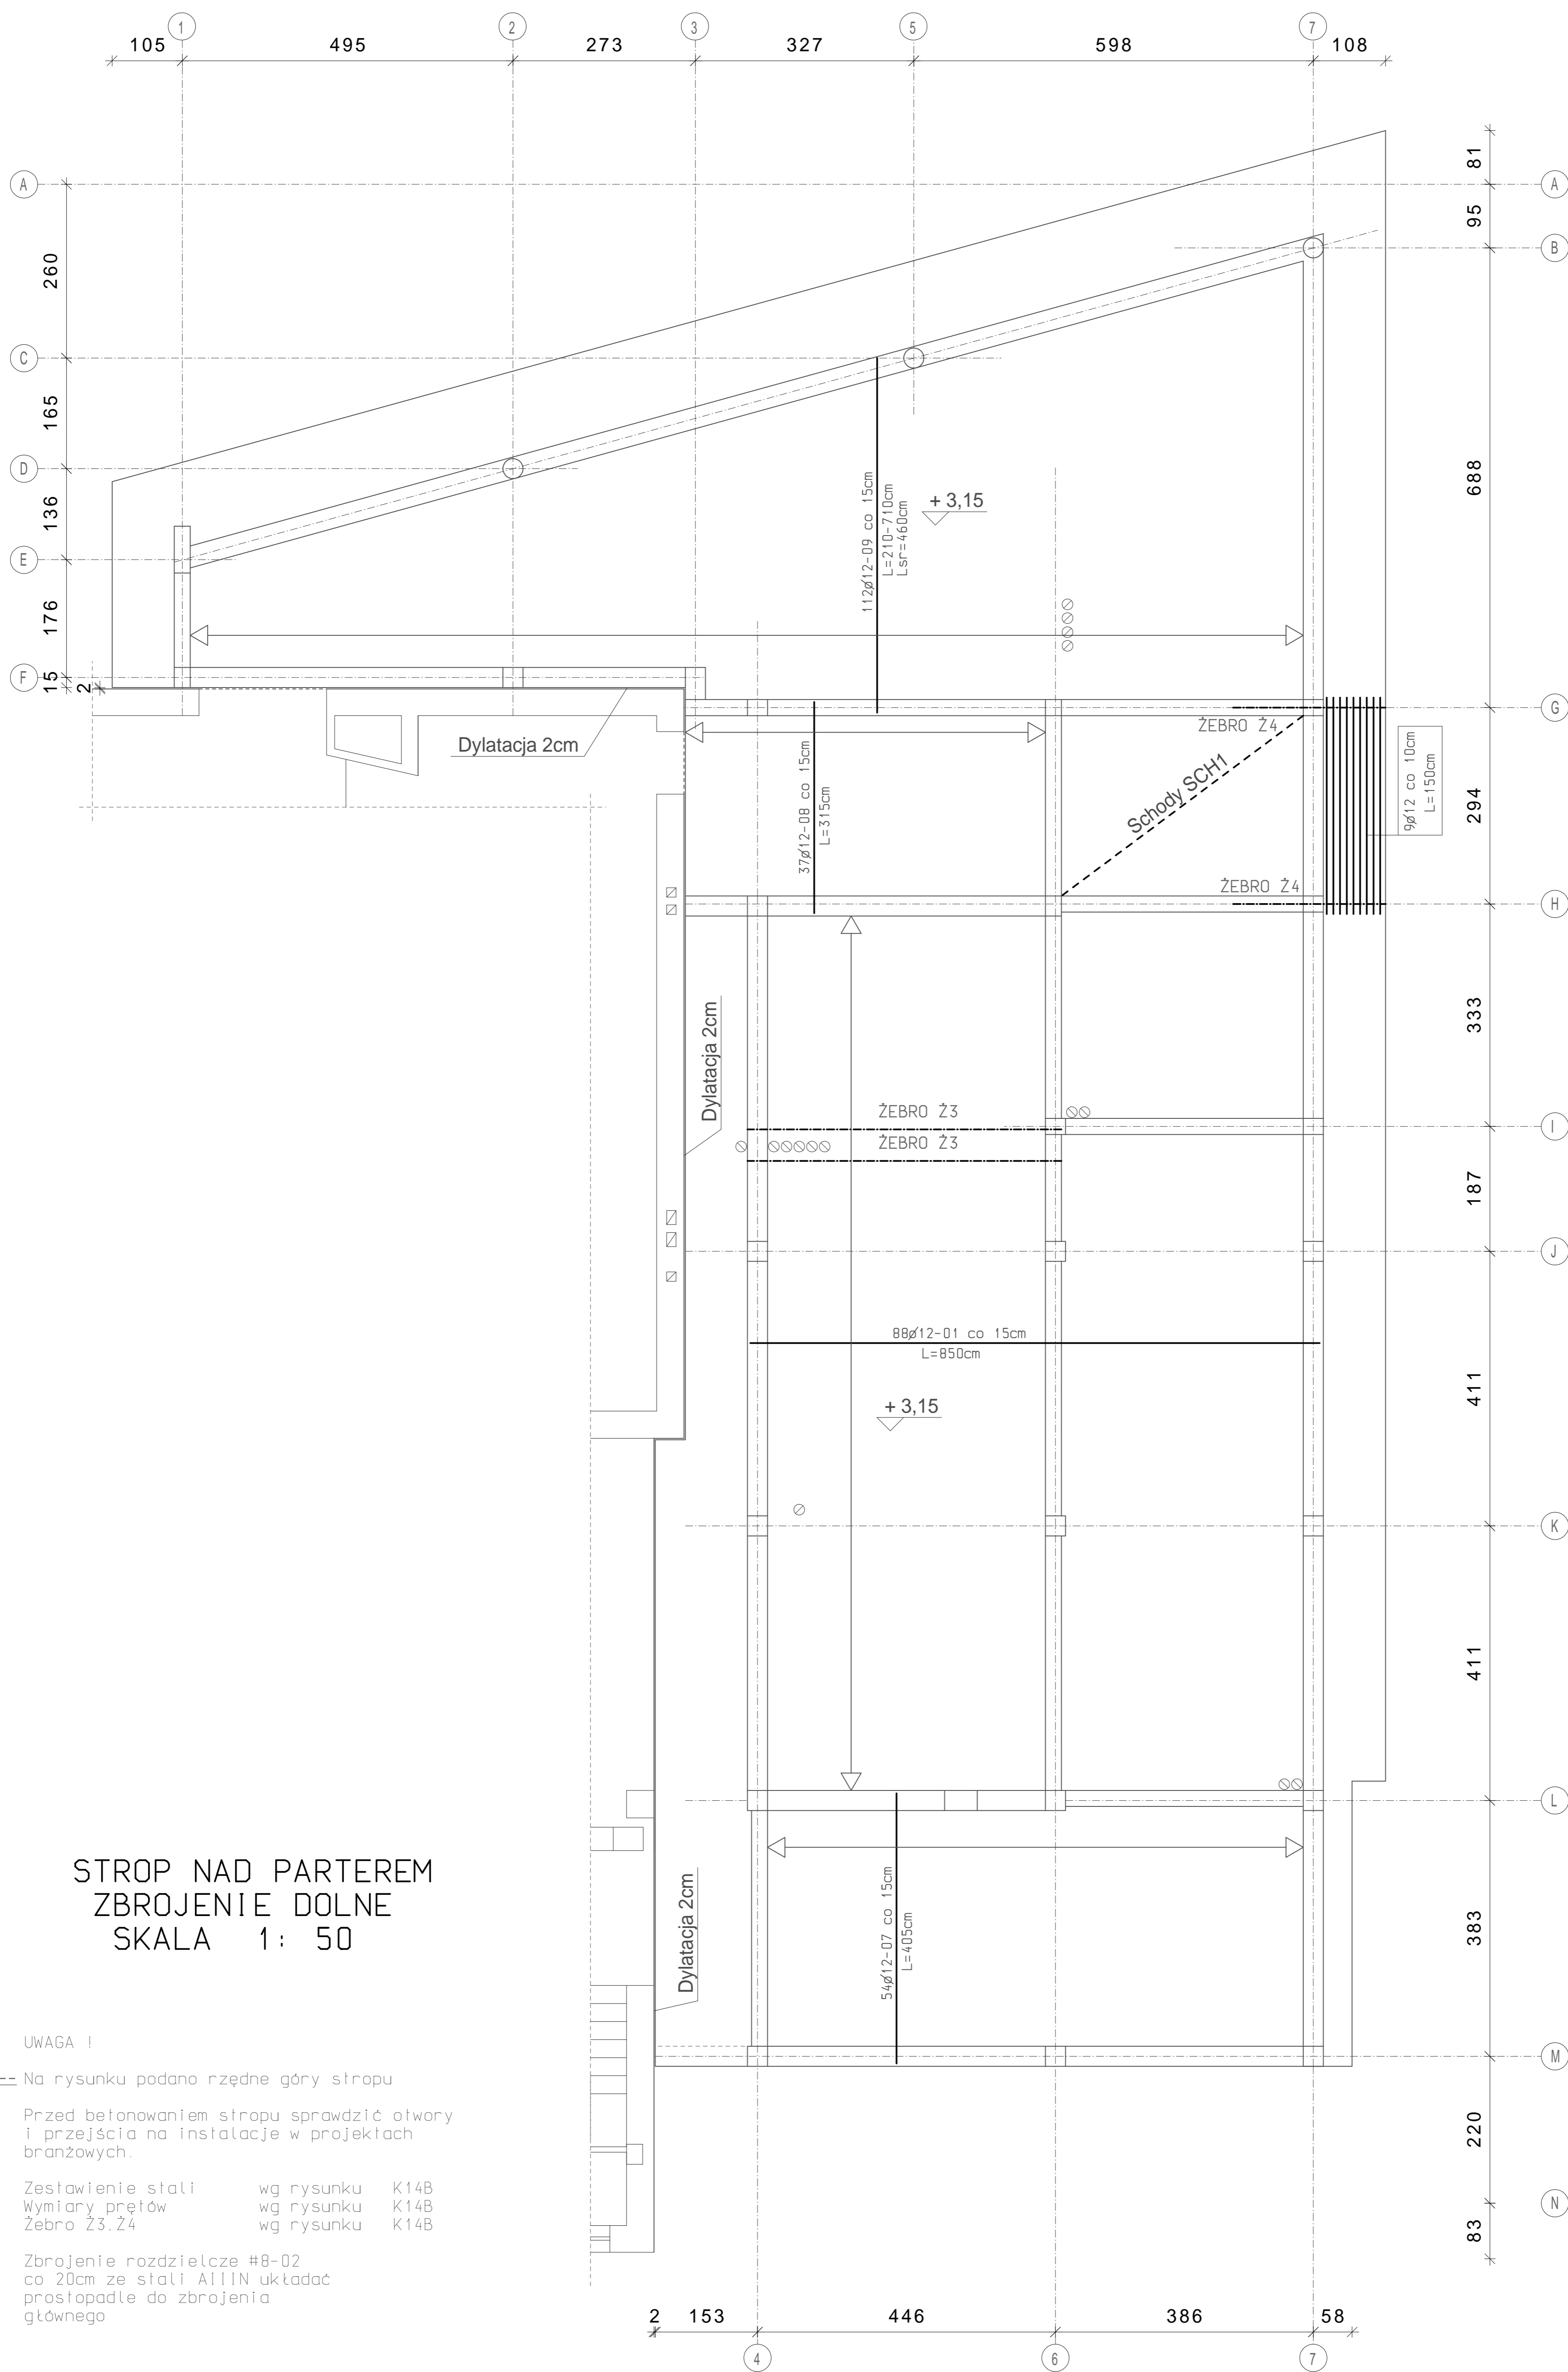 1 2 3 5 7
105 495 273 327 598 108
A
260
C
165
D
136
E
176
F
15
2
81
A
95
B
688
G
294
H
333
I
187
J
411
K
411
L
383
M
220
N
83
112ø12-09 co 15cm
L=210-710cm
Lsr=460cm
+ 3,15
Dylatacja 2cm
37ø12-08 co 15cm
L=315cm
ŻEBRO Ż4
Schody SCH1
ŻEBRO Ż4
9ø12 co 10cm
L=150cm
Dylatacja 2cm
ŻEBRO Ż3
ŻEBRO Ż3
88ø12-01 co 15cm
L=850cm
+ 3,15
54ø12-07 co 15cm
L=405cm
Dylatacja 2cm
STROP NAD PARTEREM
ZBROJENIE DOLNE
SKALA 1: 50
UWAGA !
-- Na rysunku podano rzędne góry stropu
Przed betonowaniem stropu sprawdzić otwory
i przejścia na instalacje w projektach
branżowych.
Zestawienie stali wg rysunku K14B
Wymiary prętów wg rysunku K14B
Żebro Ż3.Ż4 wg rysunku K14B
Zbrojenie rozdzielcze #8-02
co 20cm ze stali AIIIN układać
prostopadle do zbrojenia
głównego
2 153 446 386 58
4 6 7